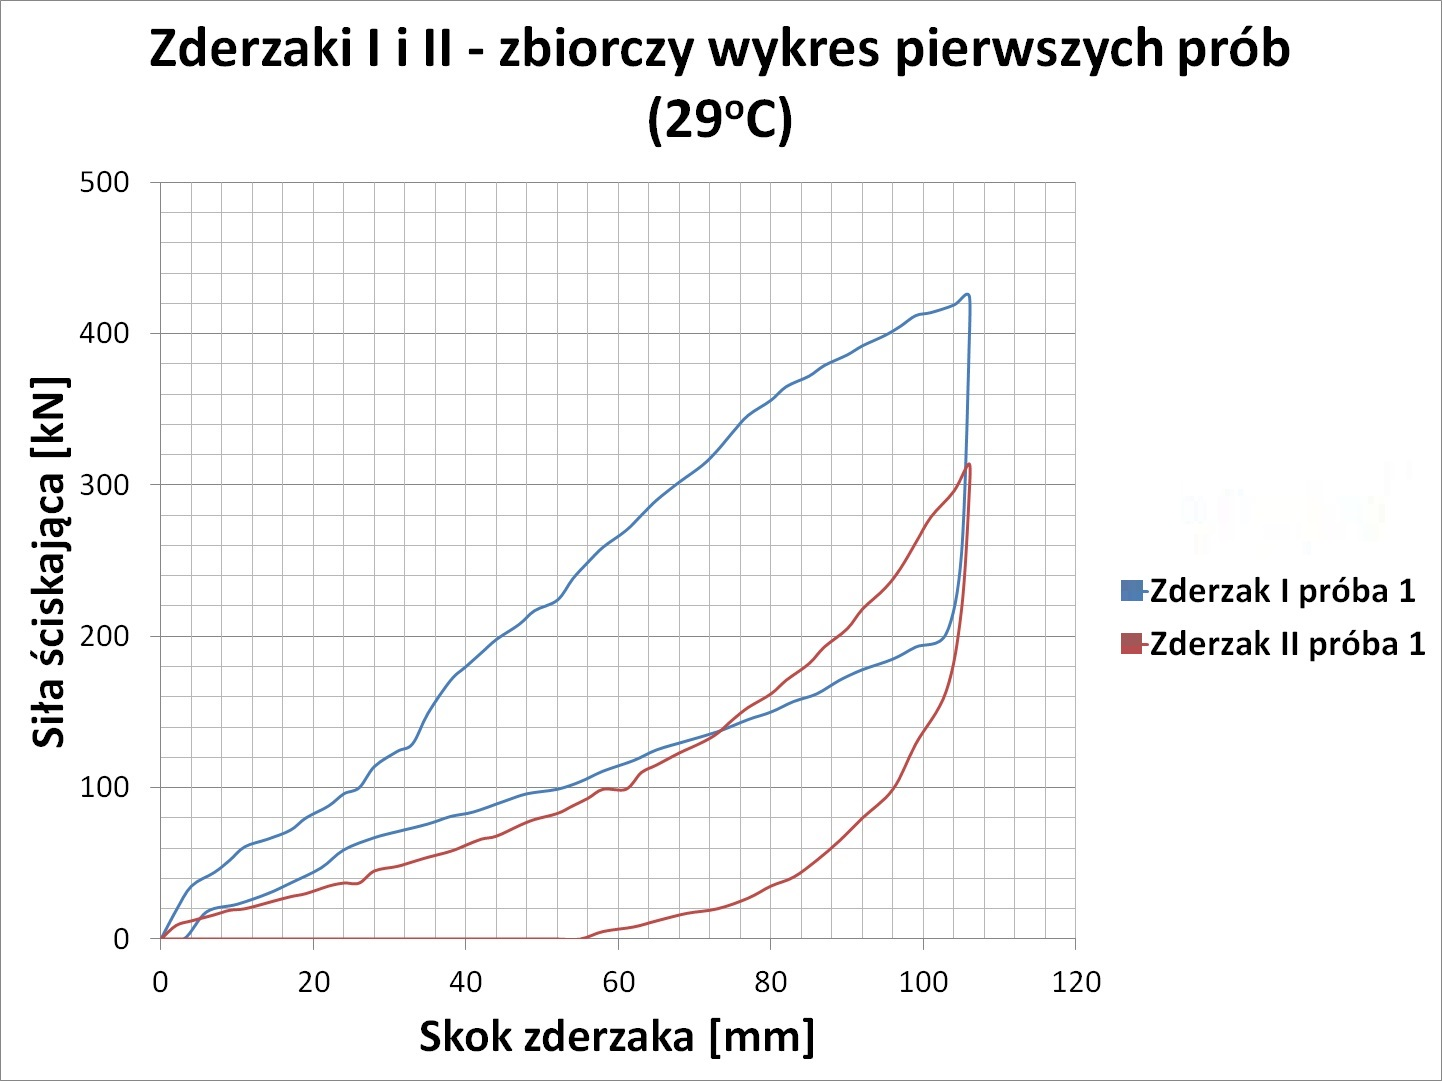 Zderzaki I i II - zbiorczy wykres pierwszych prób
(29ºC)
500
400
300
200
100
0
Siła ściskająca [kN]
0 20 40 60 80 100 120
Skok zderzaka [mm]
Zderzak I próba 1
Zderzak II próba 1